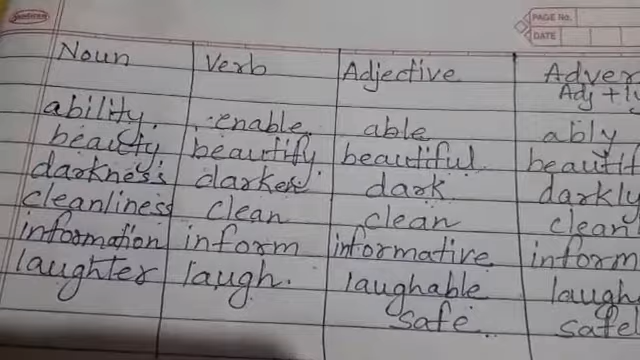 PAGE No.
DATE
Noun Verb Adjective Adver
Adj + ly
ability enable able ably
beauty beautify beautiful beautif
darkness darken dark darkly
cleanliness clean clean clean
information inform informative inform
laughter laugh. laughable laugh
safe safel